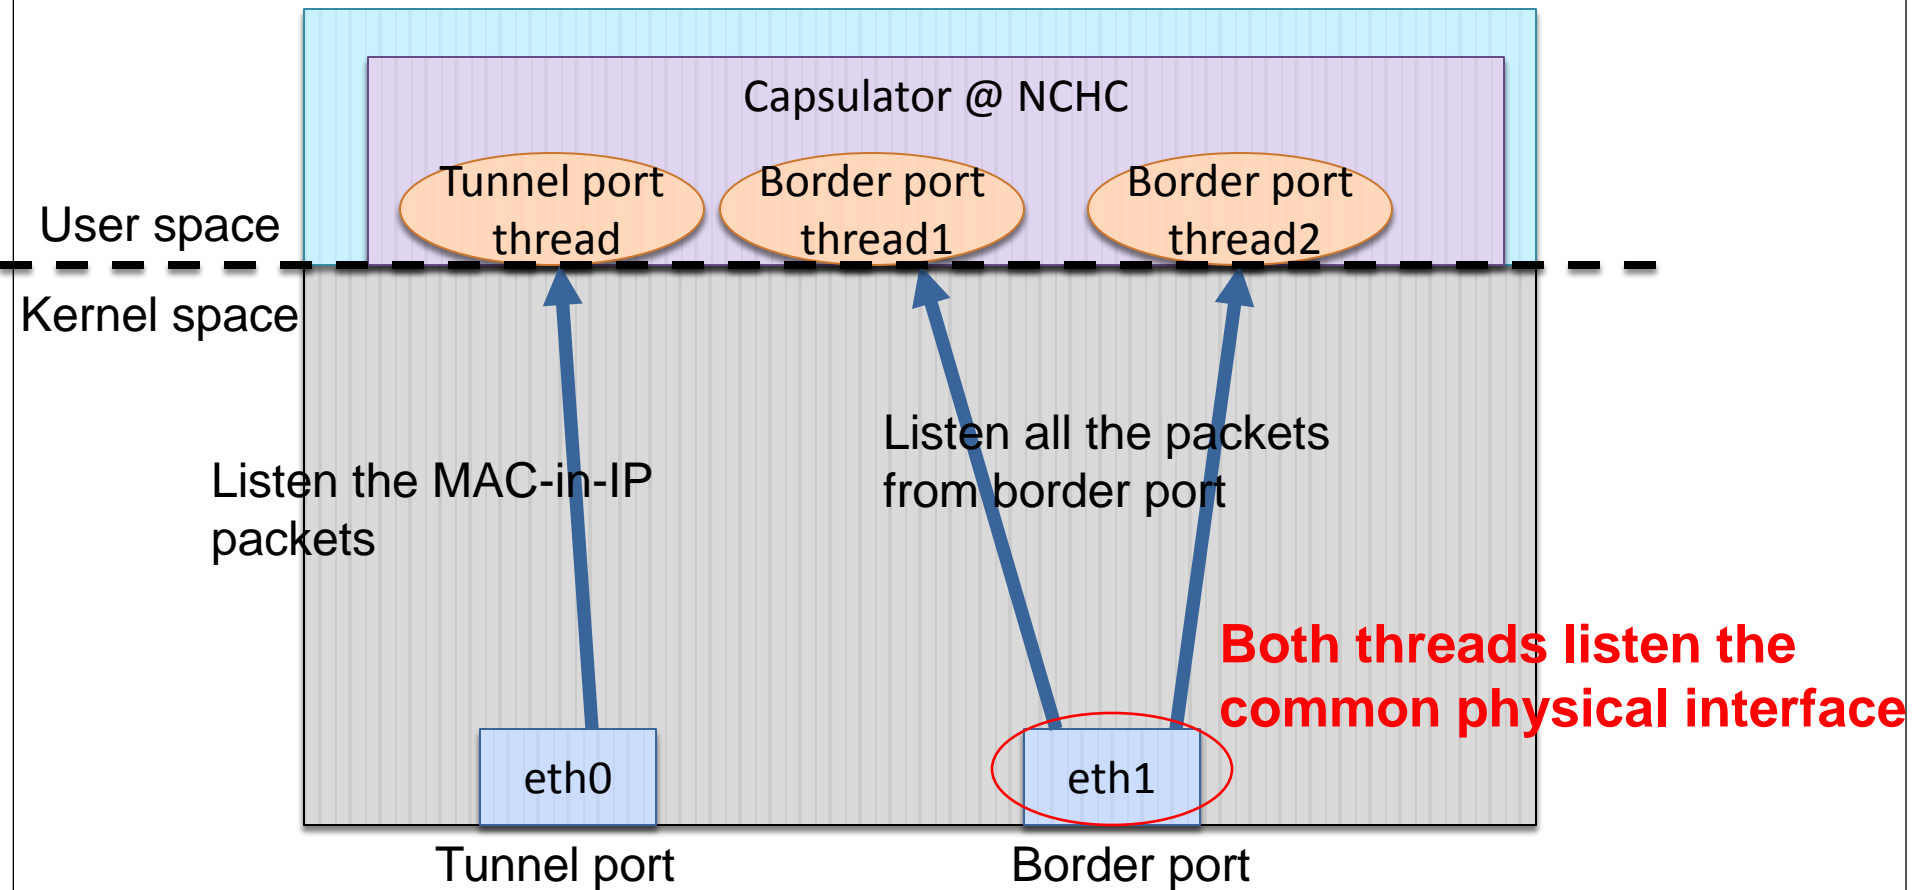 Capsulator @ NCHC
Tunnel port
thread
Border port
thread1
Border port
thread2
User space
Kernel space
Listen the MAC-in-IP
packets
Listen all the packets
from border port
Both threads listen the
common physical interface
eth0
eth1
Tunnel port
Border port